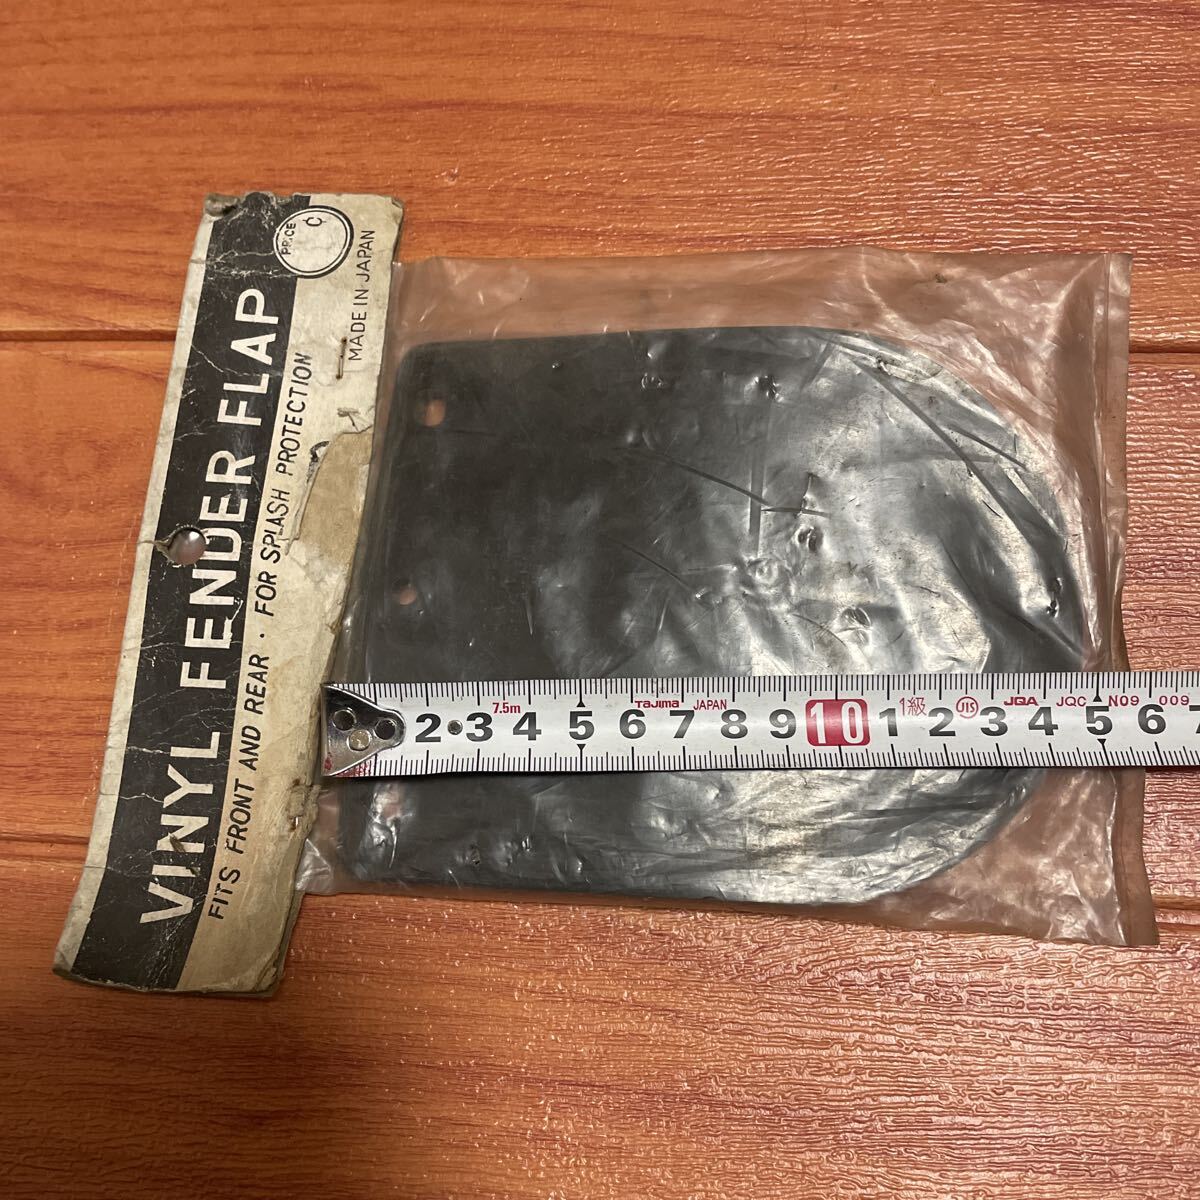 PRICE C
MADE IN JAPAN
VINYL FENDER FLAP
FITS FRONT AND REAR · FOR SPLASH PROTECTION
7.5m Tajima JAPAN 1級 JIS JQA JQC N09 009
2 3 4 5 6 7 8 9 10 1 2 3 4 5 6